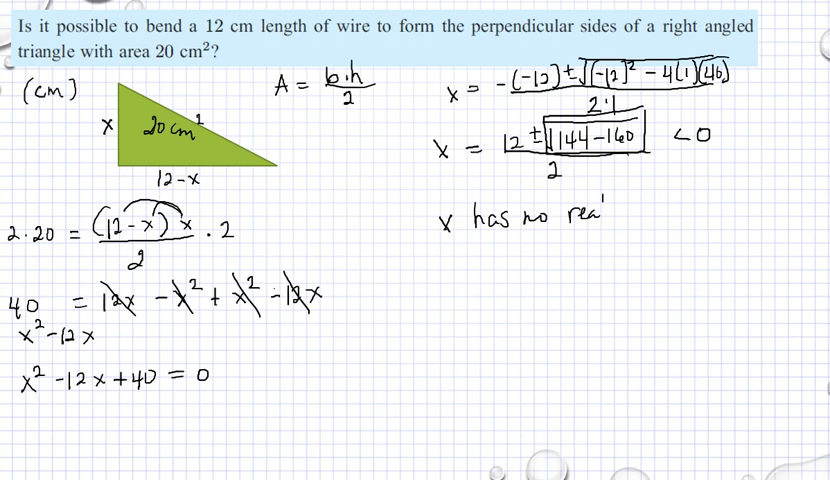 Is it possible to bend a 12 cm length of wire to form the perpendicular sides of a right angled
triangle with area 20 cm²?
(cm)
x
20cm²
12-x
A = b·h/2
2·20 = (12-x)x/2 · 2
40 = 12x - x² + x² - 12x
x² - 12x
x² - 12x + 40 = 0
x = -(-12) ± √(-12)² - 4(1)(40)/2·1
x = 12 ± √144-160/2 <0
x has no real